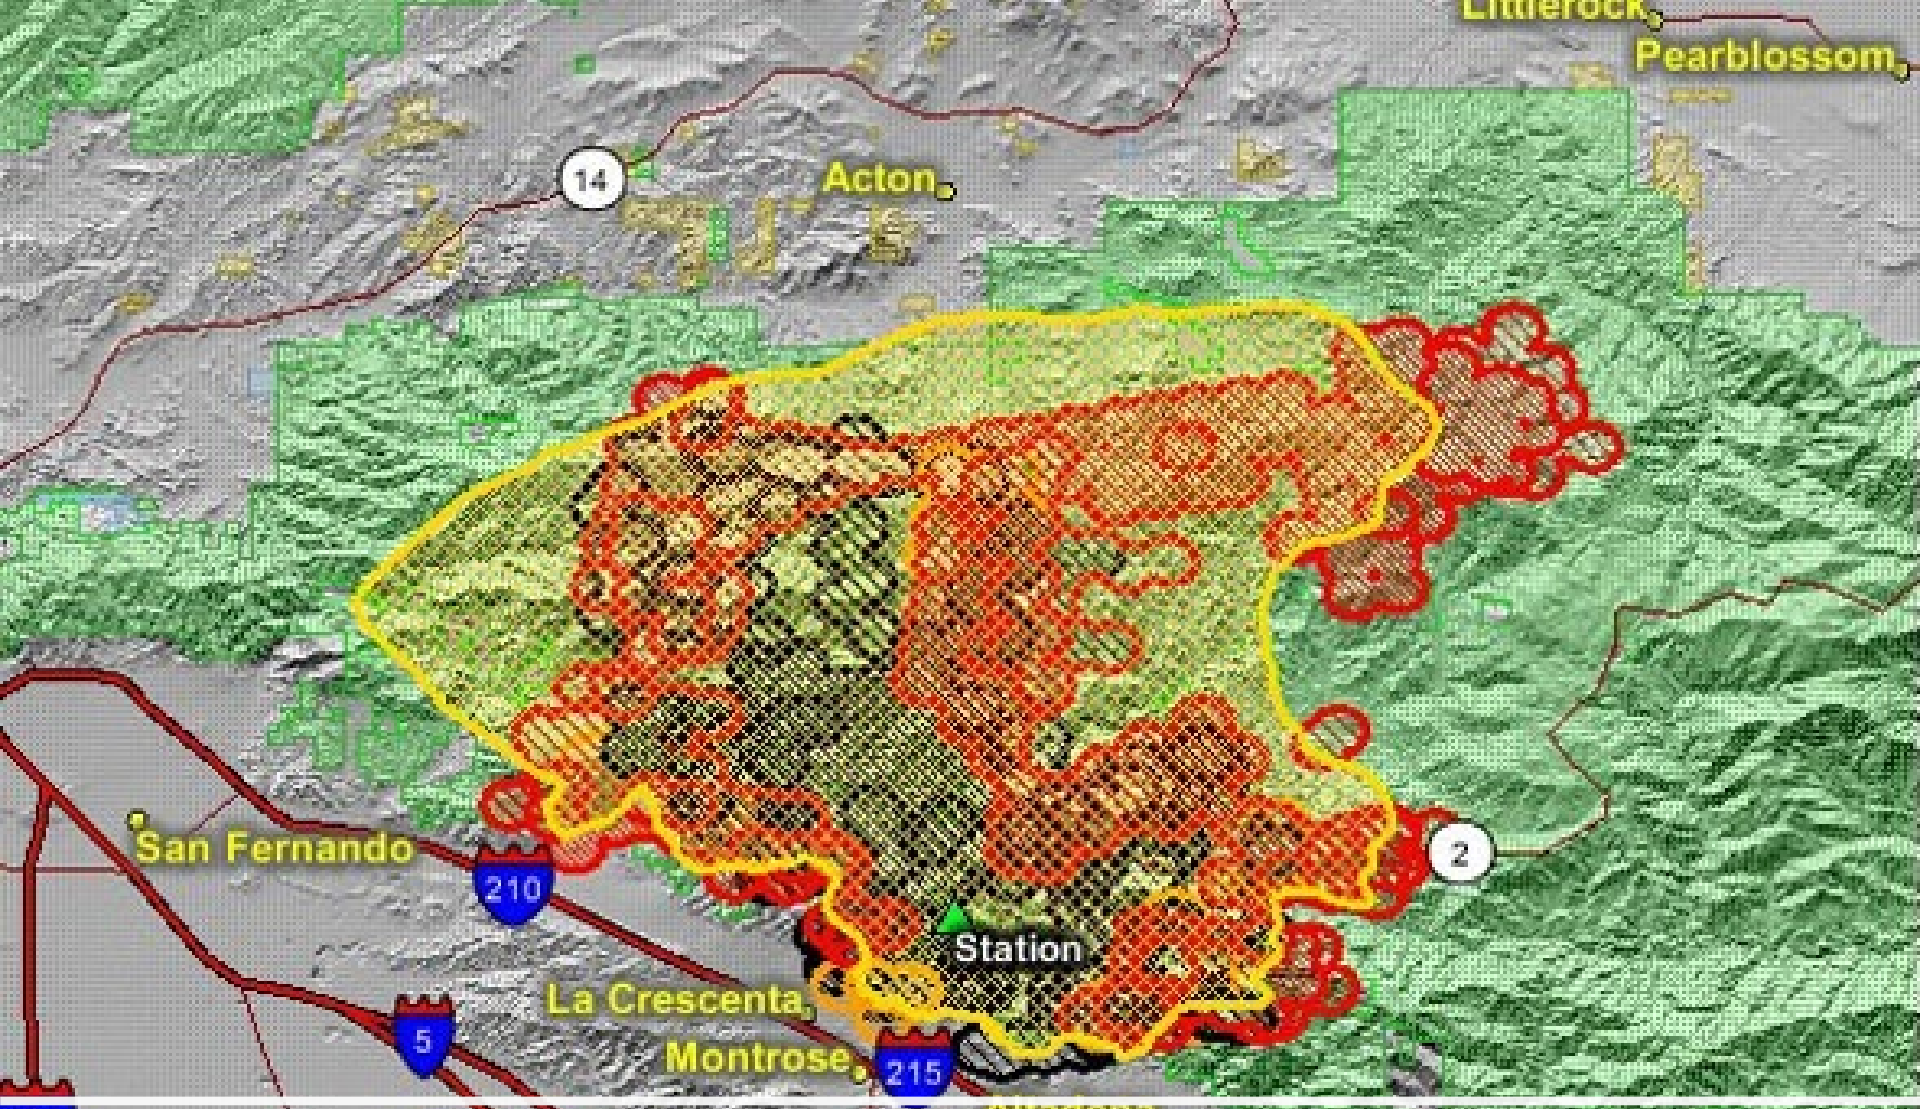 Littlerock
Pearblossom
14
Acton
San Fernando
210
2
Station
La Crescenta
5
Montrose
215